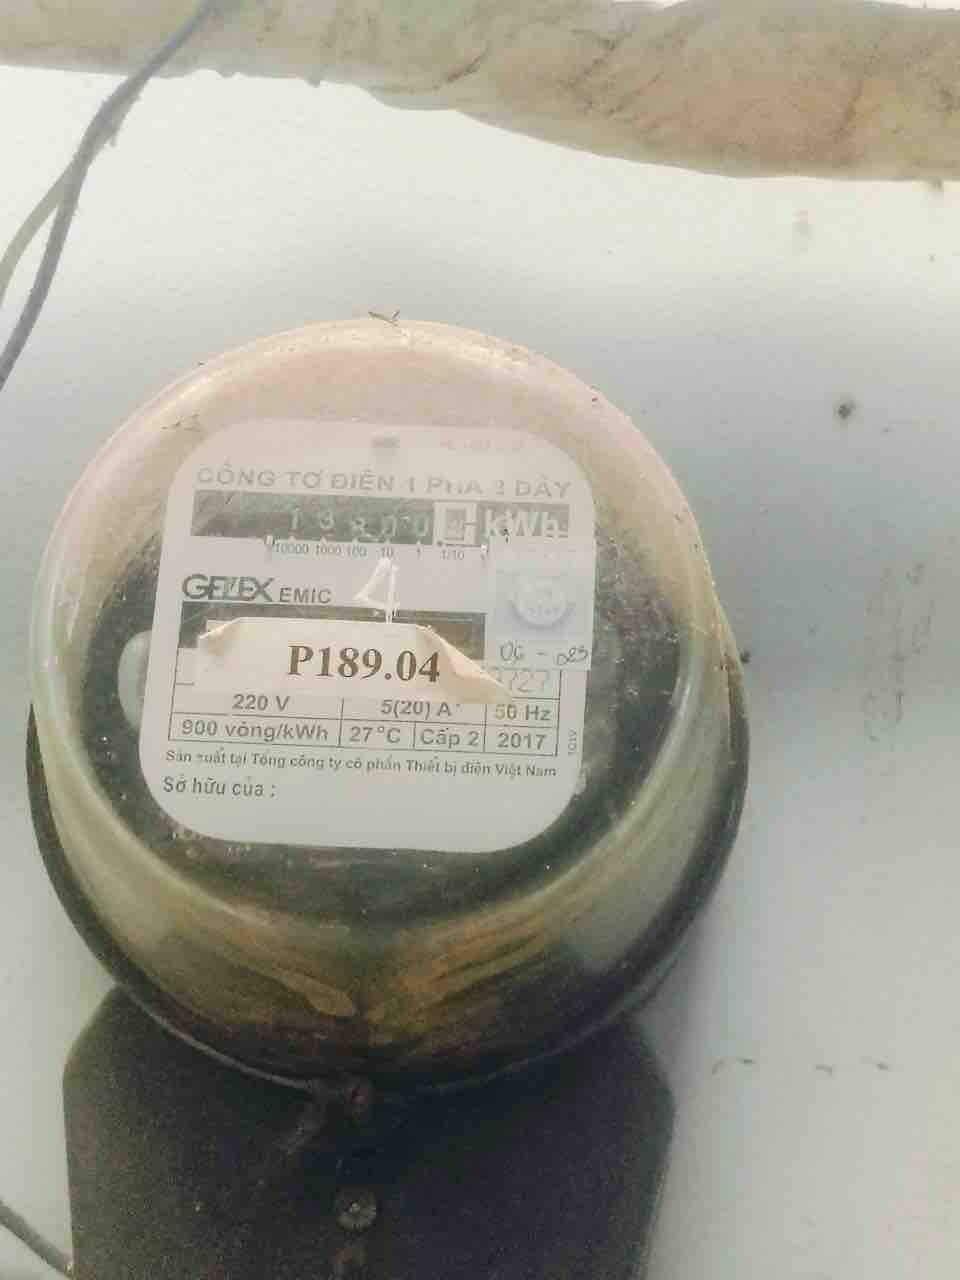 CÔNG TƠ ĐIỆN 1 PHA 2 DÂY
19800 kWh
10000 1000 100 10 1 1/10
GELEX EMIC
4
P189.04
06 - 023
9727
220 V 5(20) A 50 Hz
900 vòng/kWh 27°C Cấp 2 2017
Sản xuất tại Tổng công ty cổ phần Thiết bị điện Việt Nam
Sở hữu của :